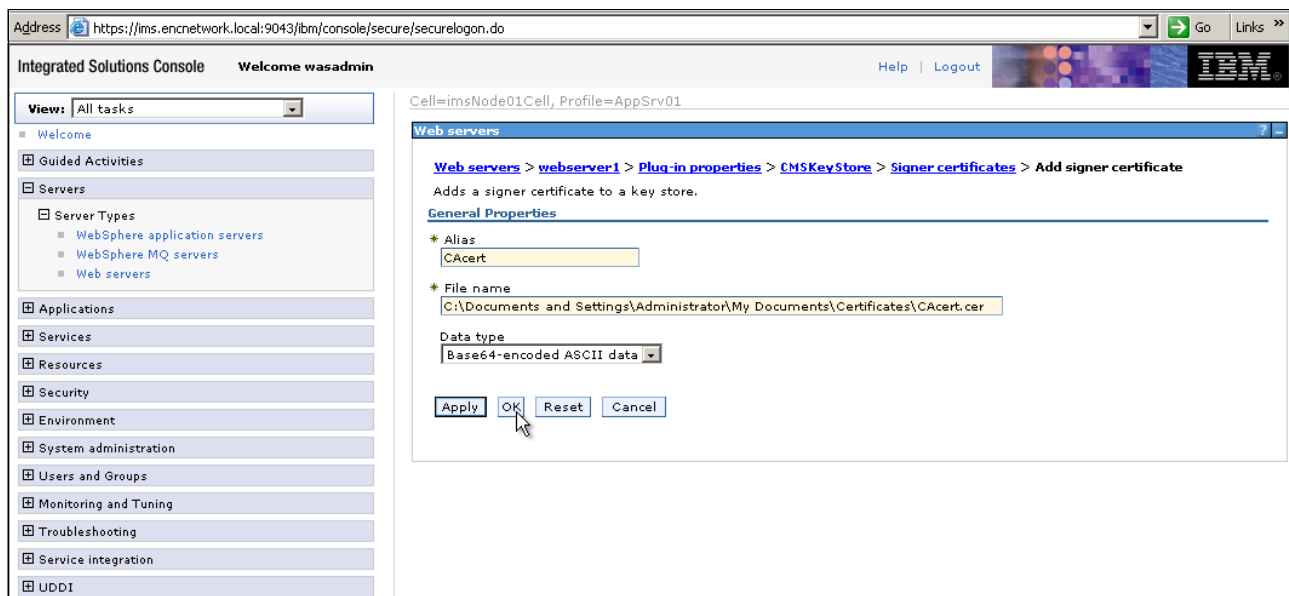 Address https://ims.encnetwork.local:9043/ibm/console/secure/securelogon.do Go Links »
Integrated Solutions Console Welcome wasadmin Help | Logout IBM®
View: All tasks
Welcome
Guided Activities
Servers
Server Types
WebSphere application servers
WebSphere MQ servers
Web servers
Applications
Services
Resources
Security
Environment
System administration
Users and Groups
Monitoring and Tuning
Troubleshooting
Service integration
UDDI
Cell=imsNode01Cell, Profile=AppSrv01
Web servers ? -
Web servers > webserver1 > Plug-in properties > CMSKeyStore > Signer certificates > Add signer certificate
Adds a signer certificate to a key store.
General Properties
* Alias
CAcert
* File name
C:\Documents and Settings\Administrator\My Documents\Certificates\CAcert.cer
Data type
Base64-encoded ASCII data
Apply OK Reset Cancel